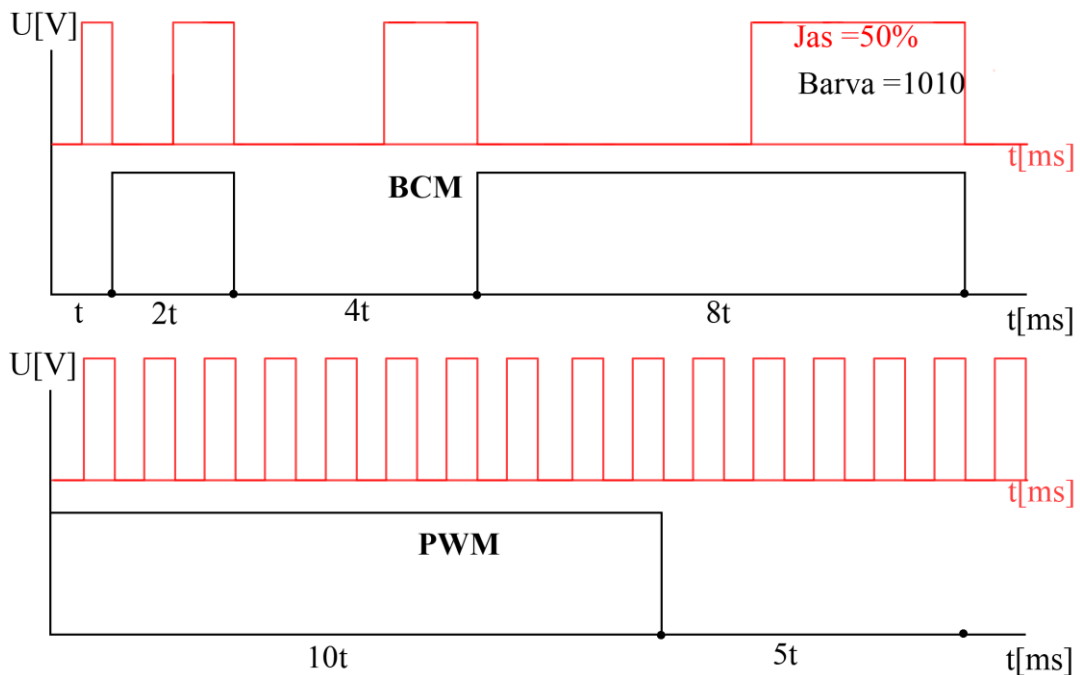 U[V]
Jas =50%
Barva =1010
t[ms]
BCM
t
2t
4t
8t
t[ms]
U[V]
t[ms]
PWM
10t
5t
t[ms]